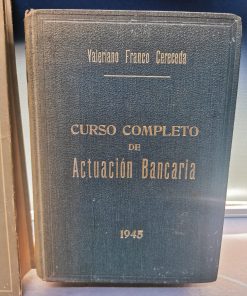 Valeriano Franco Cereceda
CURSO COMPLETO
DE
Actuación Bancaria
1945